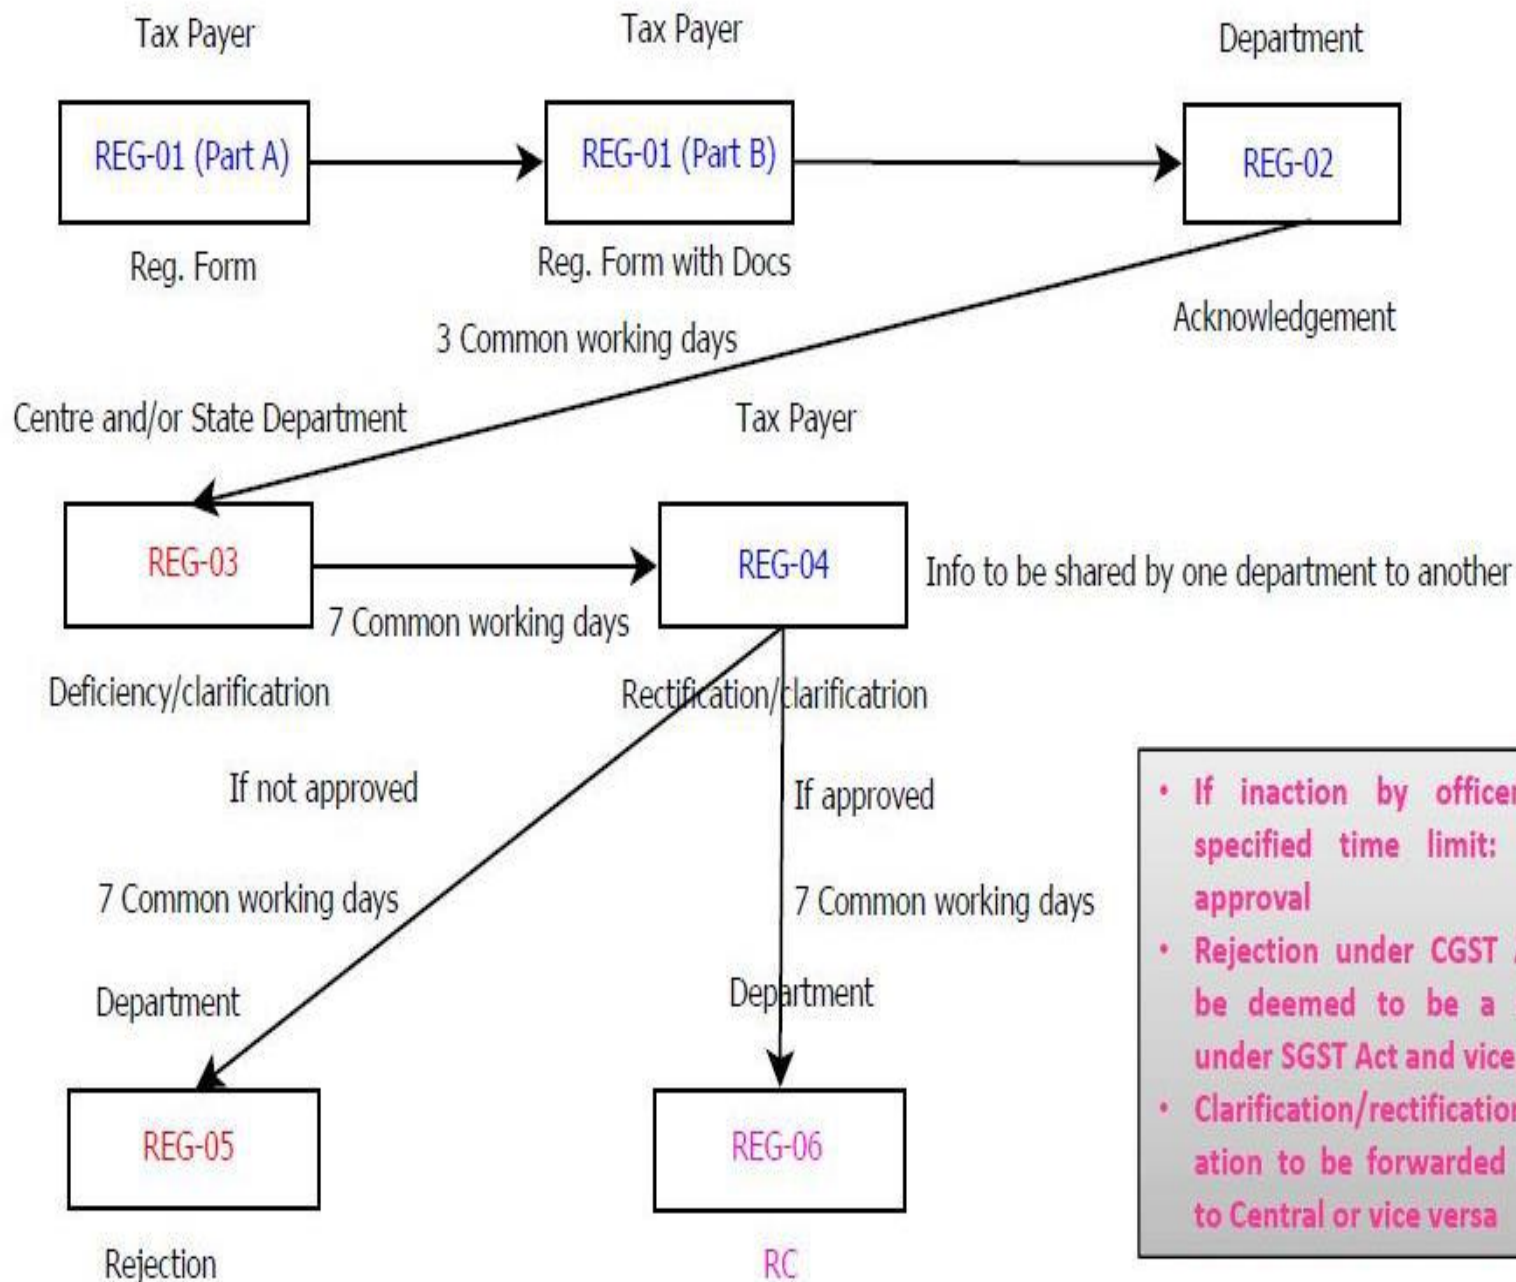 Tax Payer
Tax Payer
Department
REG-01 (Part A)
REG-01 (Part B)
REG-02
Reg. Form
Reg. Form with Docs
Acknowledgement
3 Common working days
Centre and/or State Department
Tax Payer
REG-03
REG-04
Info to be shared by one department to another
7 Common working days
Deficiency/clarificatrion
Rectification/clarificatrion
If not approved
If approved
7 Common working days
7 Common working days
Department
Department
REG-05
REG-06
Rejection
RC
• If inaction by officer
specified time limit:
approval
• Rejection under CGST
be deemed to be a
under SGST Act and vice
• Clarification/rectification
ation to be forwarded
to Central or vice versa